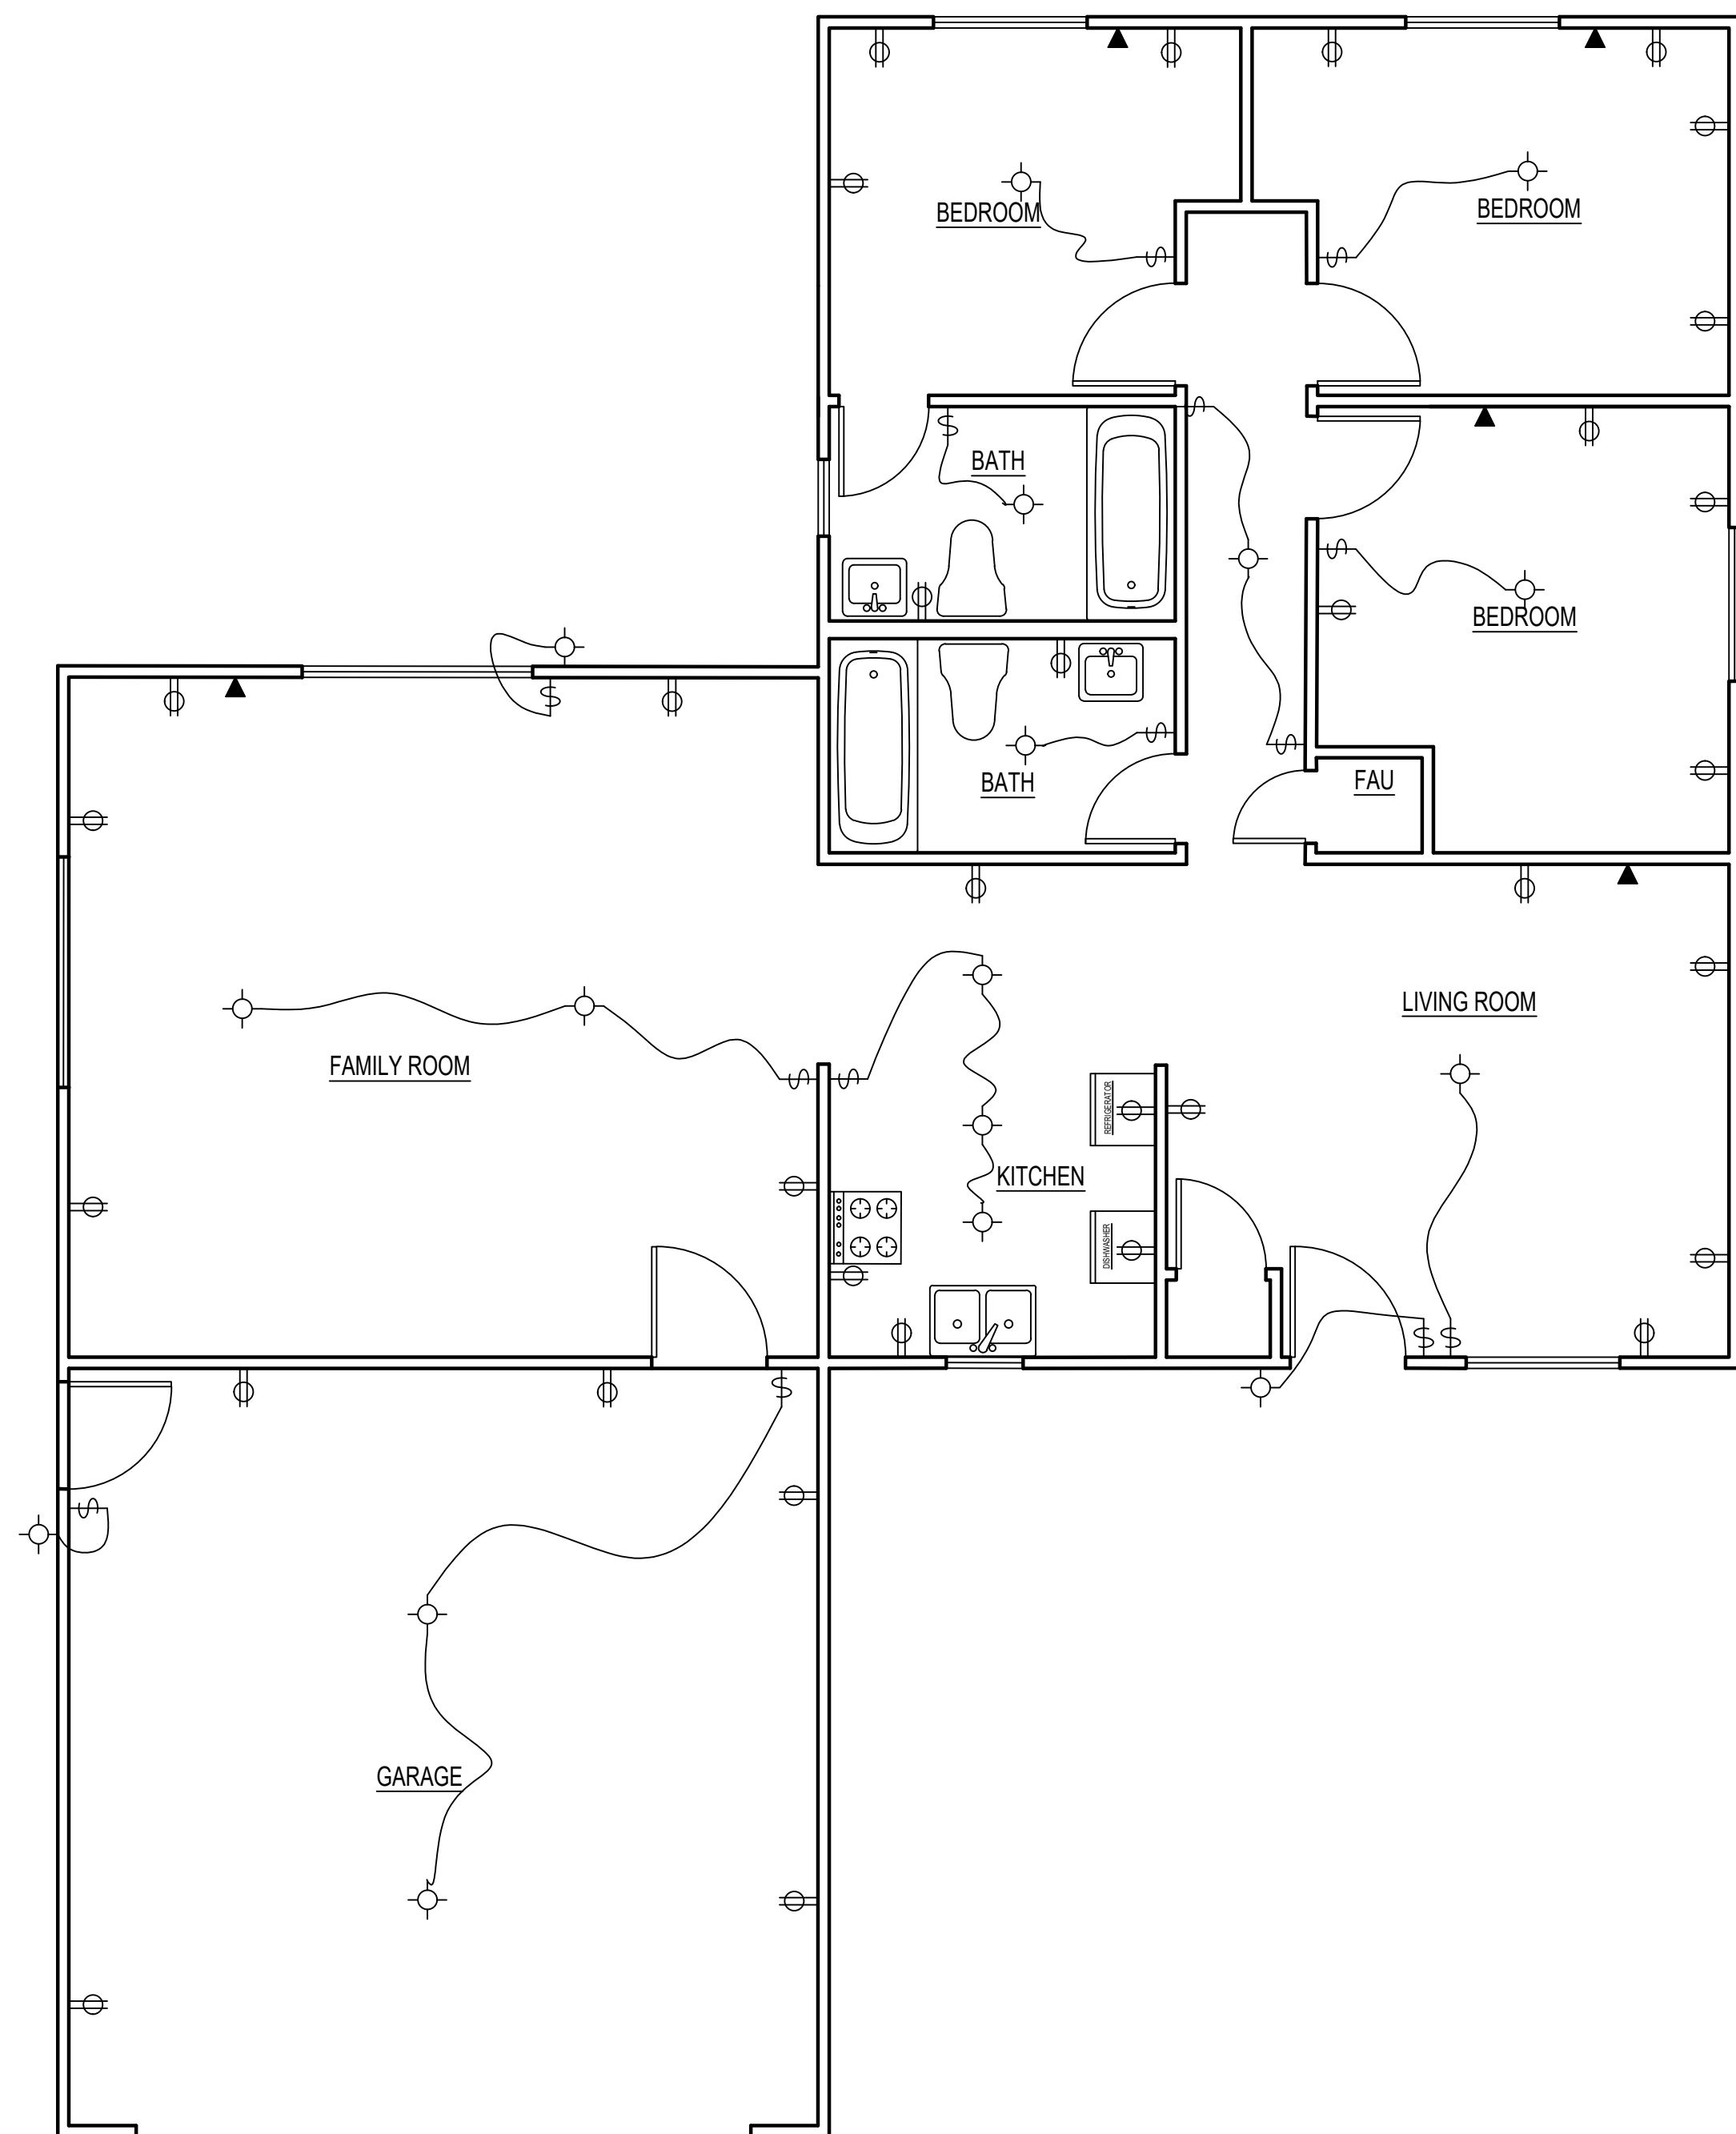 BEDROOM
BEDROOM
BATH
BEDROOM
BATH
FAU
LIVING ROOM
FAMILY ROOM
REFRIGERATOR
KITCHEN
DISHWASHER
GARAGE